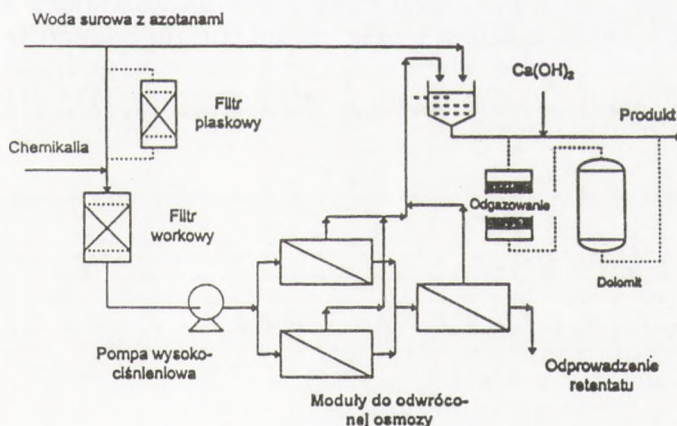 Woda surowa z azotanami
Ca(OH)₂
Produkt
Filtr
piaskowy
Chemikalia
Filtr
workowy
Odgazowanie
Dolomit
Pompa wysoko-
ciśnieniowa
Moduły do odwróco-
nej osmozy
Odprowadzenie
retentatu